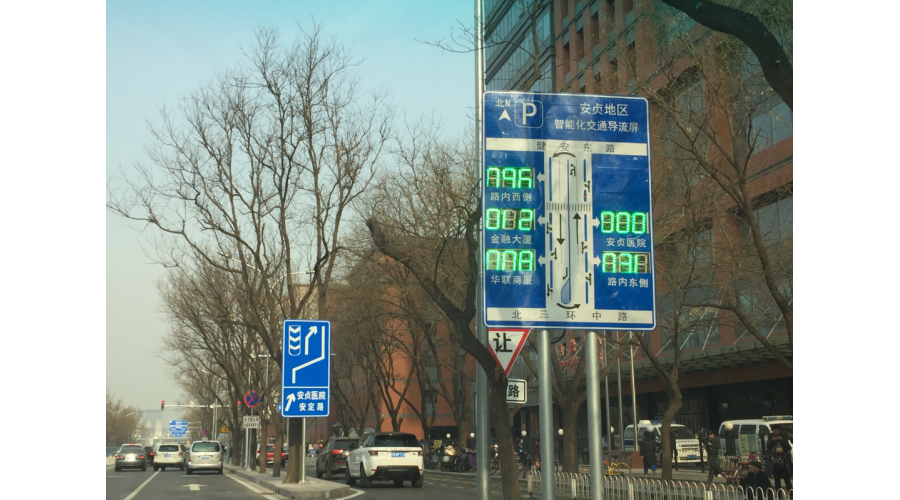 北N
P
安贞地区
智能化交通导流屏
健安东路
路内西侧
金融大厦
000
安贞医院
华联商厦
路内东侧
北三环中路
让
路
安贞医院
安定路